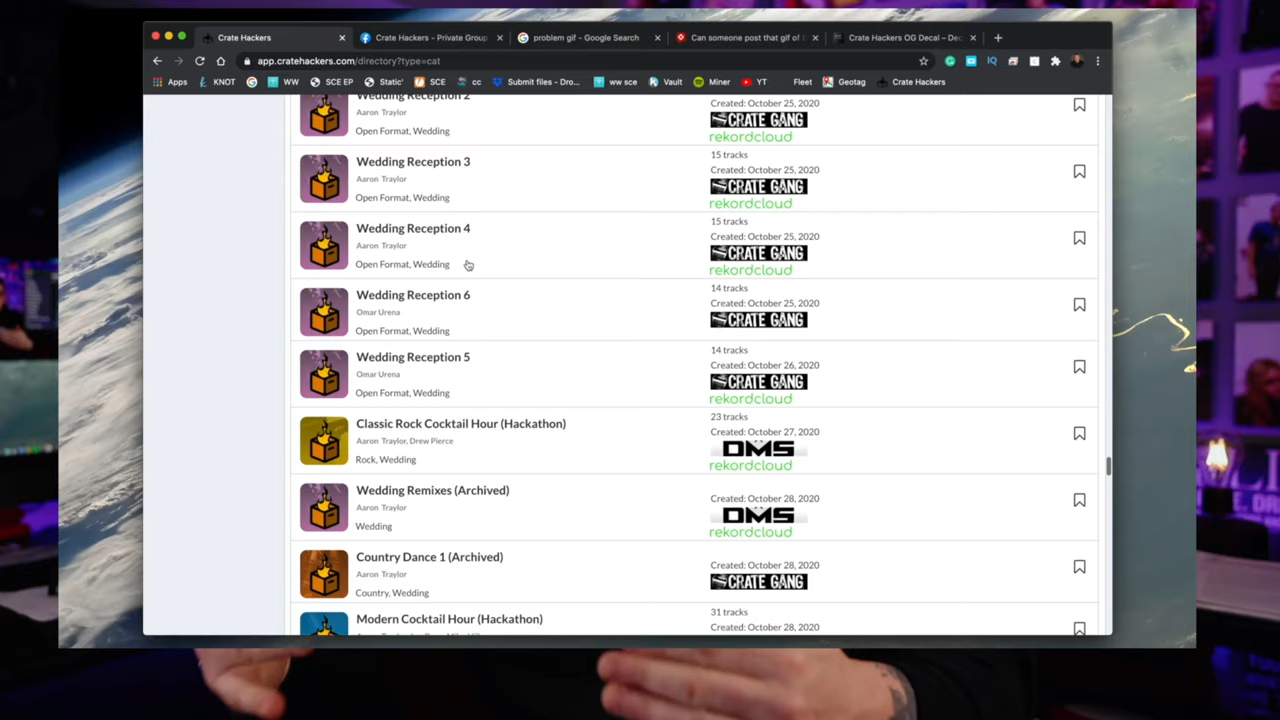 Crate Hackers
Crate Hackers - Private Group
problem gif - Google Search
Can someone post that gif of
Crate Hackers OG Decal – Dec
app.cratehackers.com/directory?type=cat
Apps
KNOT
WW
SCE EP
Static'
SCE
cc
Submit files - Dro...
ww sce
Vault
Miner
YT
Fleet
Geotag
Crate Hackers
Wedding Reception 2
Aaron Traylor
Open Format, Wedding
Created: October 25, 2020
CRATE GANG
rekordcloud
Wedding Reception 3
Aaron Traylor
Open Format, Wedding
15 tracks
Created: October 25, 2020
CRATE GANG
rekordcloud
Wedding Reception 4
Aaron Traylor
Open Format, Wedding
15 tracks
Created: October 25, 2020
CRATE GANG
rekordcloud
Wedding Reception 6
Omar Urena
Open Format, Wedding
14 tracks
Created: October 25, 2020
CRATE GANG
Wedding Reception 5
Omar Urena
Open Format, Wedding
14 tracks
Created: October 26, 2020
CRATE GANG
rekordcloud
Classic Rock Cocktail Hour (Hackathon)
Aaron Traylor, Drew Pierce
Rock, Wedding
23 tracks
Created: October 27, 2020
DMS
rekordcloud
Wedding Remixes (Archived)
Aaron Traylor
Wedding
Created: October 28, 2020
DMS
rekordcloud
Country Dance 1 (Archived)
Aaron Traylor
Country, Wedding
Created: October 28, 2020
CRATE GANG
Modern Cocktail Hour (Hackathon)
31 tracks
Created: October 28, 2020